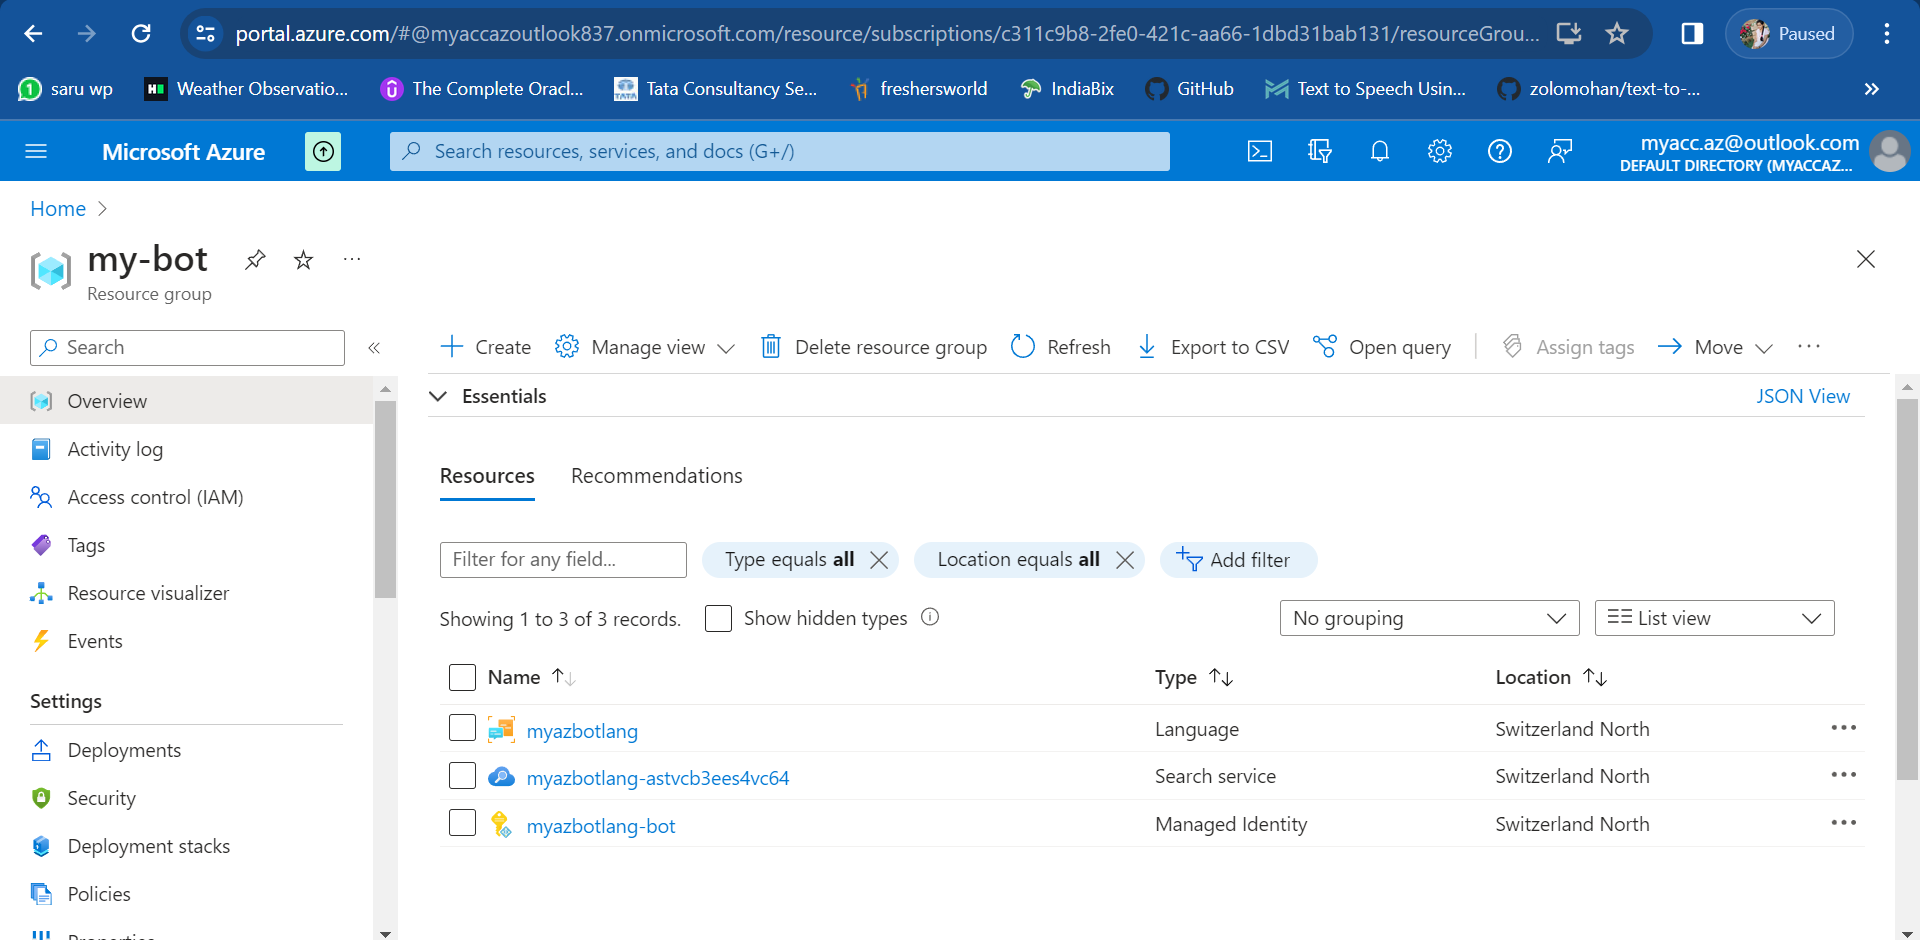 portal.azure.com/#@myaccazoutlook837.onmicrosoft.com/resource/subscriptions/c311c9b8-2fe0-421c-aa66-1dbd31bab131/resourceGrou...
Paused
saru wp
Weather Observatio...
The Complete Oracl...
TATA
Tata Consultancy Se...
freshersworld
IndiaBix
GitHub
Text to Speech Usin...
zolomohan/text-to-...
Microsoft Azure
Search resources, services, and docs (G+/)
myacc.az@outlook.com
DEFAULT DIRECTORY (MYACCAZ...
Home
my-bot
Resource group
Search
Create
Manage view
Delete resource group
Refresh
Export to CSV
Open query
Assign tags
Move
Overview
Activity log
Access control (IAM)
Tags
Resource visualizer
Events
Settings
Deployments
Security
Deployment stacks
Policies
Properties
Essentials
JSON View
Resources
Recommendations
Filter for any field...
Type equals all
Location equals all
Add filter
Showing 1 to 3 of 3 records.
Show hidden types
No grouping
List view
Name
Type
Location
myazbotlang
Language
Switzerland North
myazbotlang-astvcb3ees4vc64
Search service
Switzerland North
myazbotlang-bot
Managed Identity
Switzerland North